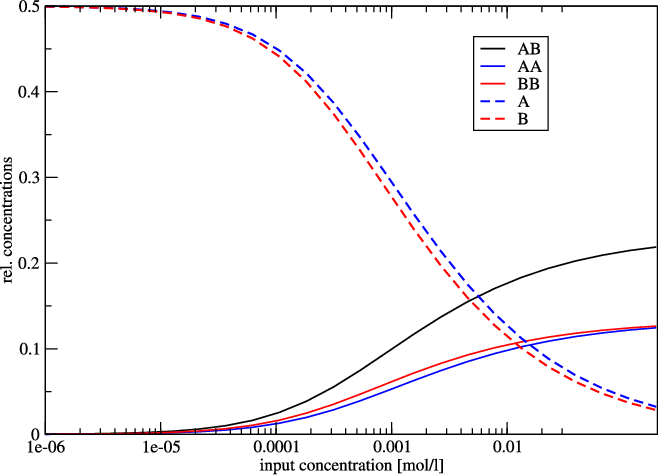 0.5
0.4
0.3
0.2
0.1
0
rel. concentrations
AB
AA
BB
A
B
1e-06 1e-05 0.0001 0.001 0.01
input concentration [mol/l]